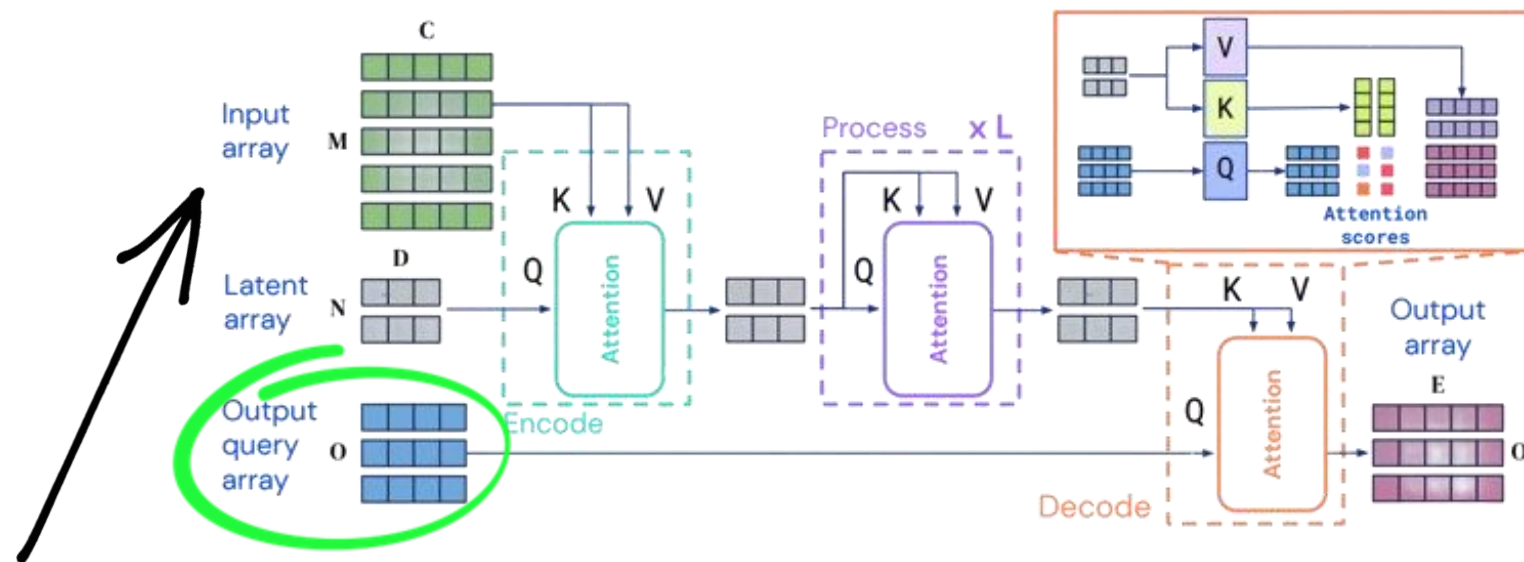 C
Input
array
M
D
Latent
array
N
Output
query
array
O
Encode
K
V
Q
Attention
Process
x L
K
V
Q
Attention
V
K
Q
Attention
scores
K
V
Q
Attention
Decode
Output
array
E
O